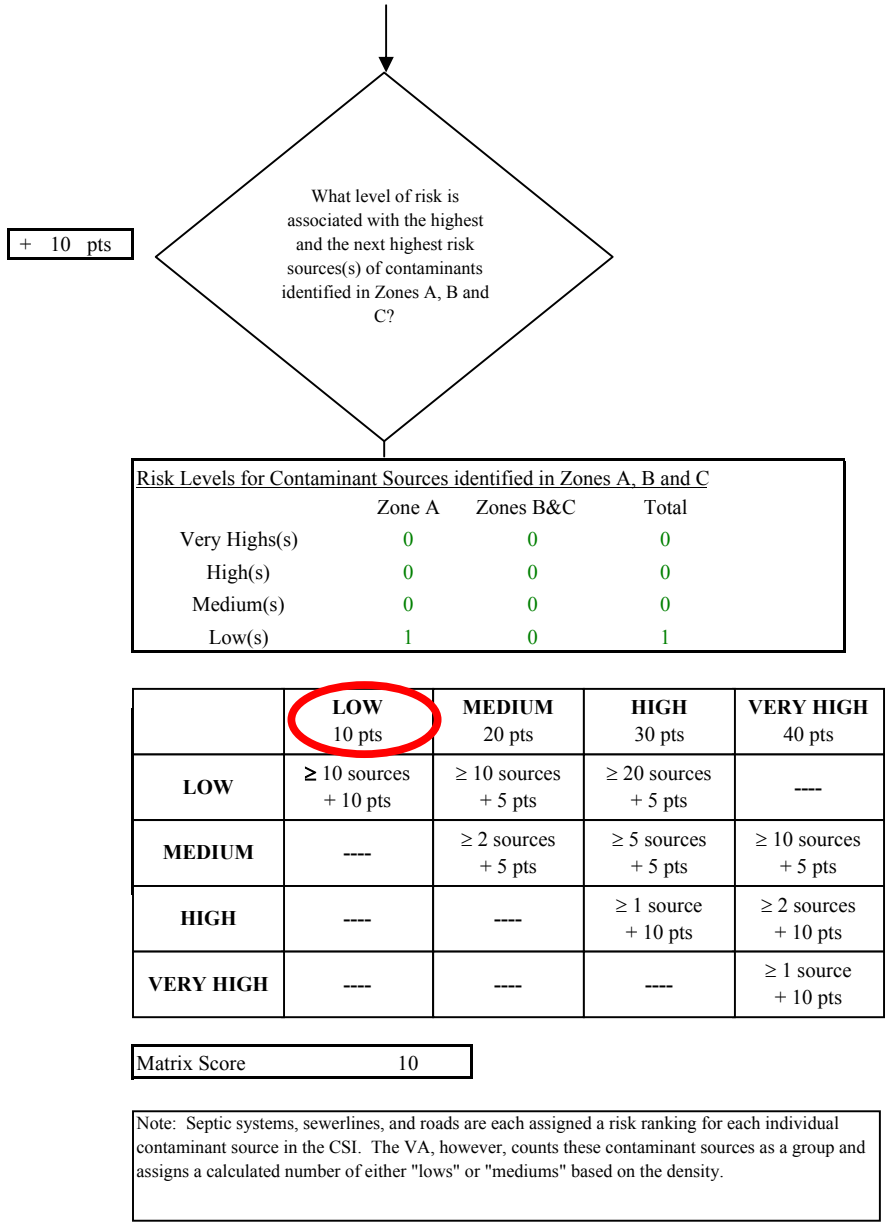 What level of risk is
associated with the highest
and the next highest risk
sources(s) of contaminants
identified in Zones A, B and
C?
+ 10 pts
Risk Levels for Contaminant Sources identified in Zones A, B and C
Zone A Zones B&C Total
Very Highs(s) 0 0 0
High(s) 0 0 0
Medium(s) 0 0 0
Low(s) 1 0 1
LOW MEDIUM HIGH VERY HIGH
10 pts 20 pts 30 pts 40 pts
LOW ≥ 10 sources ≥ 10 sources ≥ 20 sources ----
+ 10 pts + 5 pts + 5 pts
MEDIUM ---- ≥ 2 sources ≥ 5 sources ≥ 10 sources
+ 5 pts + 5 pts + 5 pts
HIGH ---- ---- ≥ 1 source ≥ 2 sources
+ 10 pts + 10 pts
VERY HIGH ---- ---- ---- ≥ 1 source
+ 10 pts
Matrix Score 10
Note: Septic systems, sewerlines, and roads are each assigned a risk ranking for each individual
contaminant source in the CSI. The VA, however, counts these contaminant sources as a group and
assigns a calculated number of either "lows" or "mediums" based on the density.